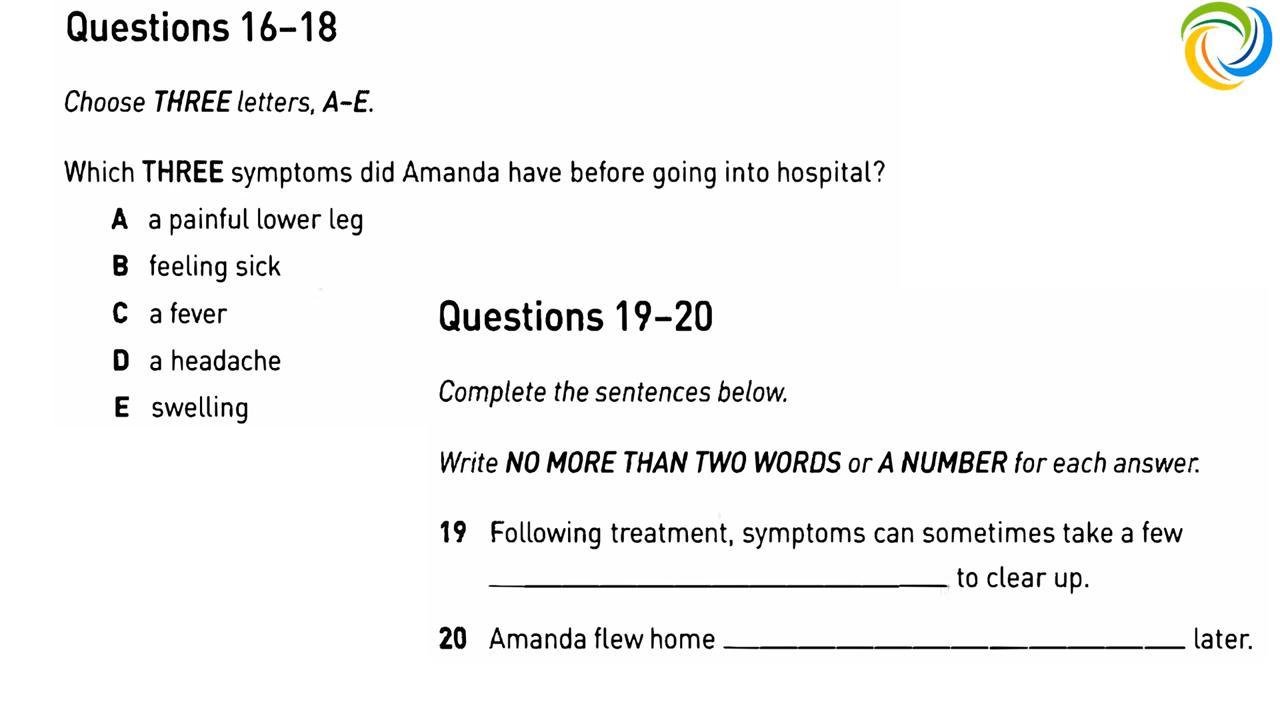 Questions 16–18
Choose THREE letters, A–E.
Which THREE symptoms did Amanda have before going into hospital?
A a painful lower leg
B feeling sick
C a fever
D a headache
E swelling
Questions 19–20
Complete the sentences below.
Write NO MORE THAN TWO WORDS or A NUMBER for each answer.
19 Following treatment, symptoms can sometimes take a few
____________________ to clear up.
20 Amanda flew home ____________________ later.